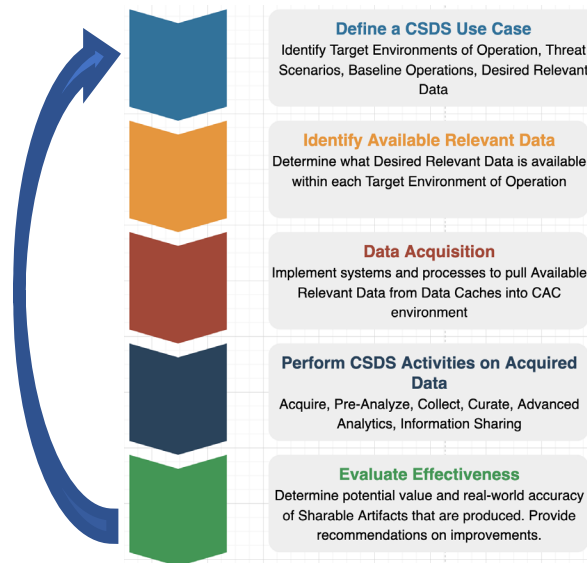 Define a CSDS Use Case
Identify Target Environments of Operation, Threat
Scenarios, Baseline Operations, Desired Relevant
Data
Identify Available Relevant Data
Determine what Desired Relevant Data is available
within each Target Environment of Operation
Data Acquisition
Implement systems and processes to pull Available
Relevant Data from Data Caches into CAC
environment
Perform CSDS Activities on Acquired
Data
Acquire, Pre-Analyze, Collect, Curate, Advanced
Analytics, Information Sharing
Evaluate Effectiveness
Determine potential value and real-world accuracy
of Sharable Artifacts that are produced. Provide
recommendations on improvements.